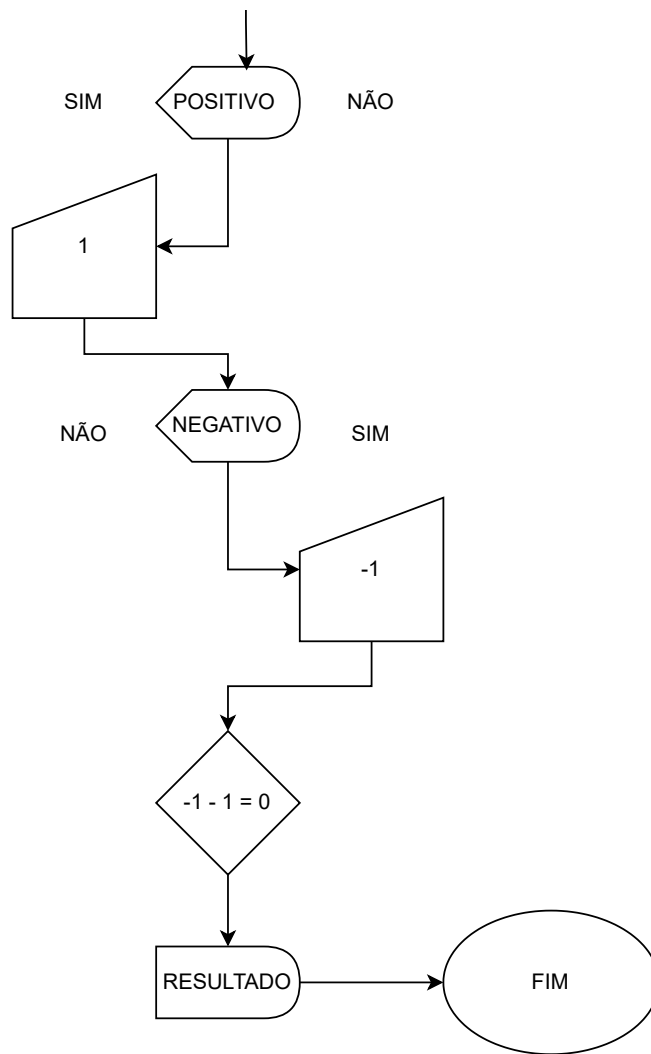 SIM
POSITIVO
NÃO
1
NÃO
NEGATIVO
SIM
-1
-1 - 1 = 0
RESULTADO
FIM